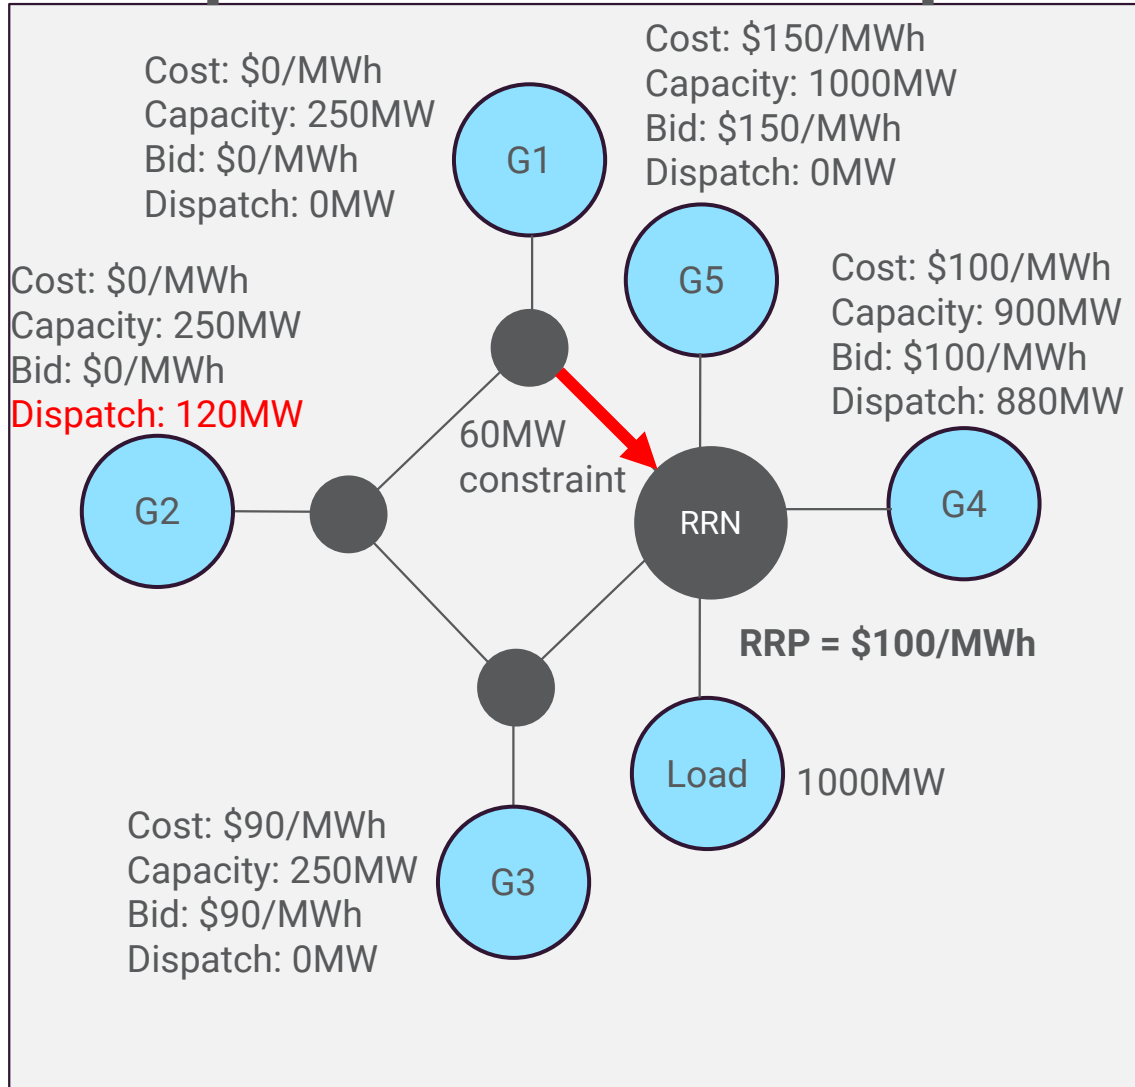 Cost: $0/MWh
Capacity: 250MW
Bid: $0/MWh
Dispatch: 0MW
G1
Cost: $150/MWh
Capacity: 1000MW
Bid: $150/MWh
Dispatch: 0MW
G5
Cost: $0/MWh
Capacity: 250MW
Bid: $0/MWh
Dispatch: 120MW
G2
Cost: $100/MWh
Capacity: 900MW
Bid: $100/MWh
Dispatch: 880MW
G4
60MW
constraint
RRN
RRP = $100/MWh
Load
1000MW
Cost: $90/MWh
Capacity: 250MW
Bid: $90/MWh
Dispatch: 0MW
G3